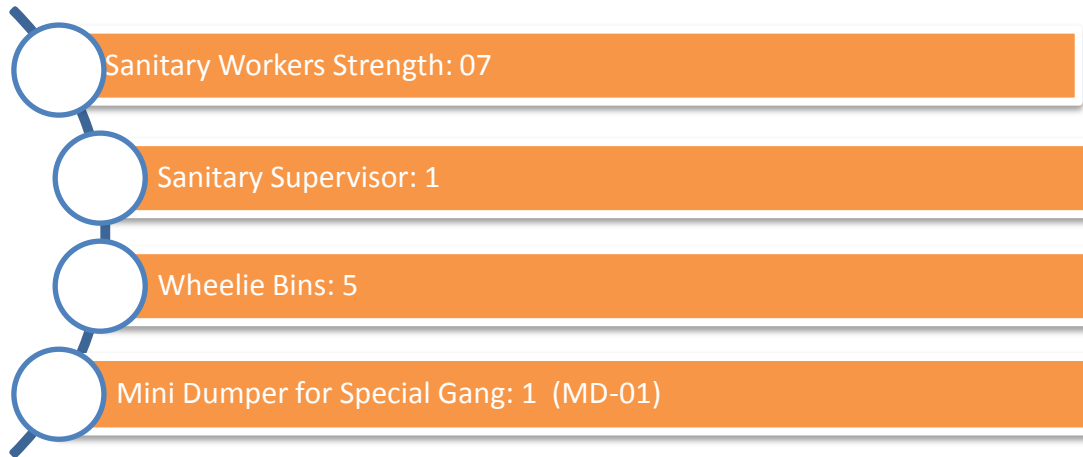 Sanitary Workers Strength: 07
Sanitary Supervisor: 1
Wheelie Bins: 5
Mini Dumper for Special Gang: 1 (MD-01)